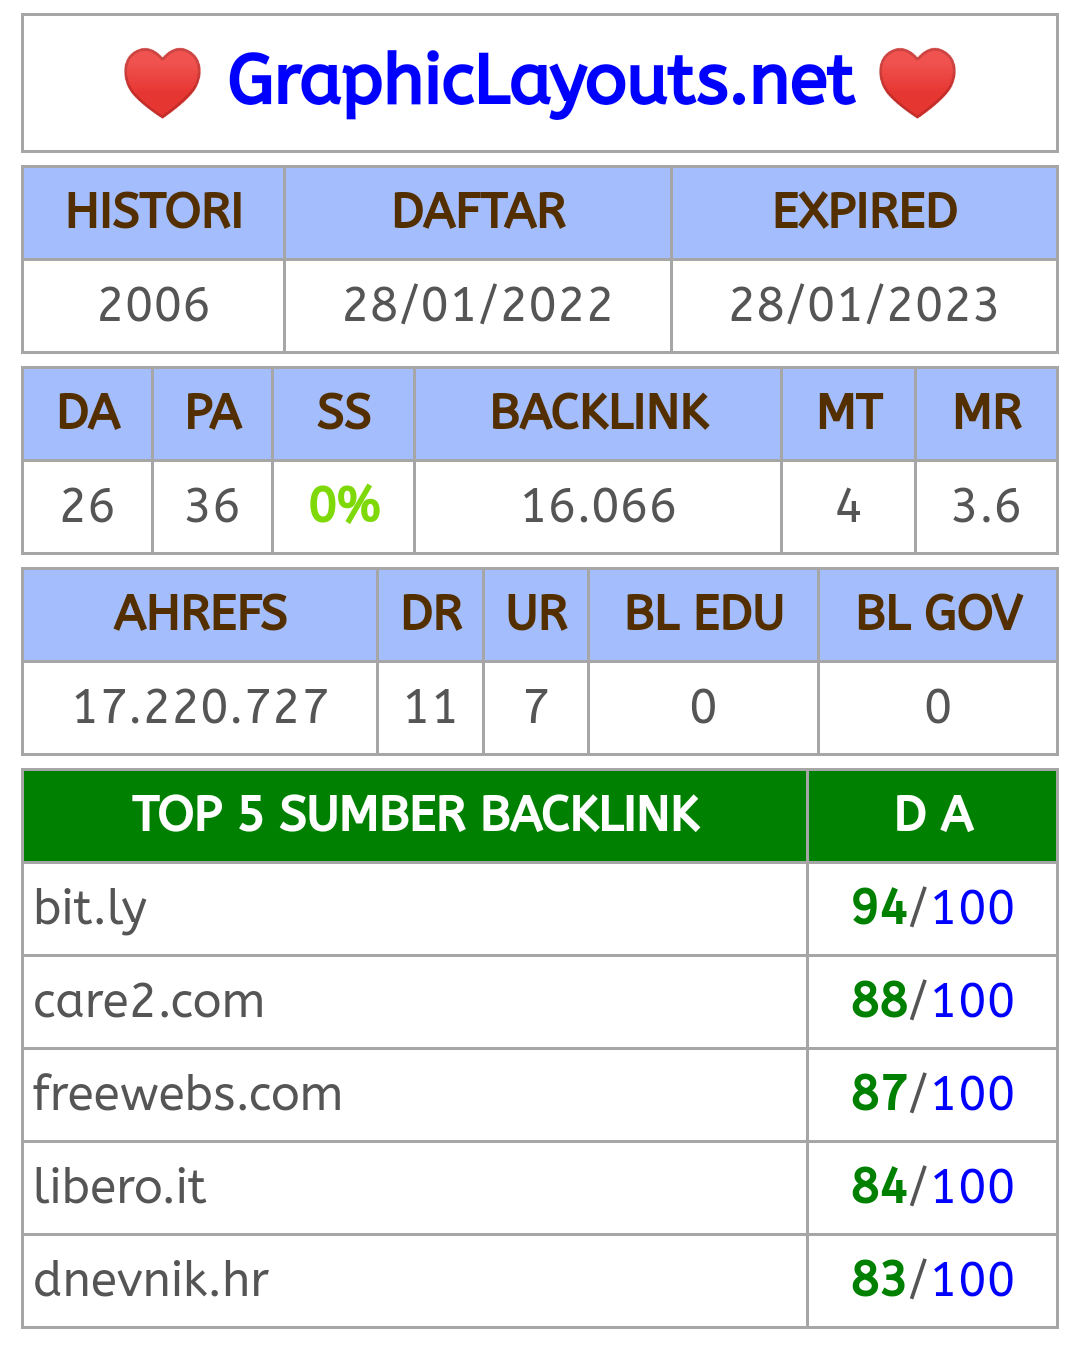 GraphicLayouts.net
HISTORI DAFTAR EXPIRED
2006 28/01/2022 28/01/2023
DA PA SS BACKLINK MT MR
26 36 0% 16.066 4 3.6
AHREFS DR UR BL EDU BL GOV
17.220.727 11 7 0 0
TOP 5 SUMBER BACKLINK D A
bit.ly 94/100
care2.com 88/100
freewebs.com 87/100
libero.it 84/100
dnevnik.hr 83/100